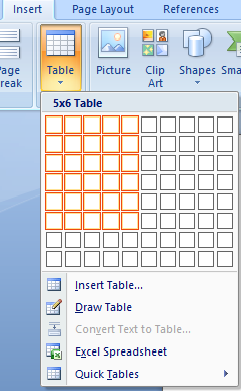 Insert Page Layout References
Page Break
Table
Picture
Clip Art
Shapes
Sma
5x6 Table
Insert Table...
Draw Table
Convert Text to Table...
Excel Spreadsheet
Quick Tables